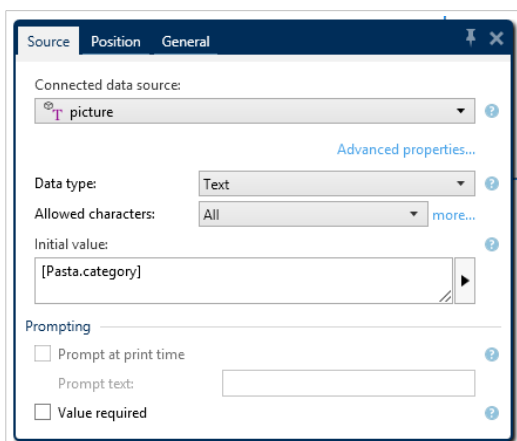 Source Position General
Connected data source:
T picture
Advanced properties...
Data type: Text
Allowed characters: All more...
Initial value:
[Pasta.category]
Prompting
Prompt at print time
Prompt text:
Value required